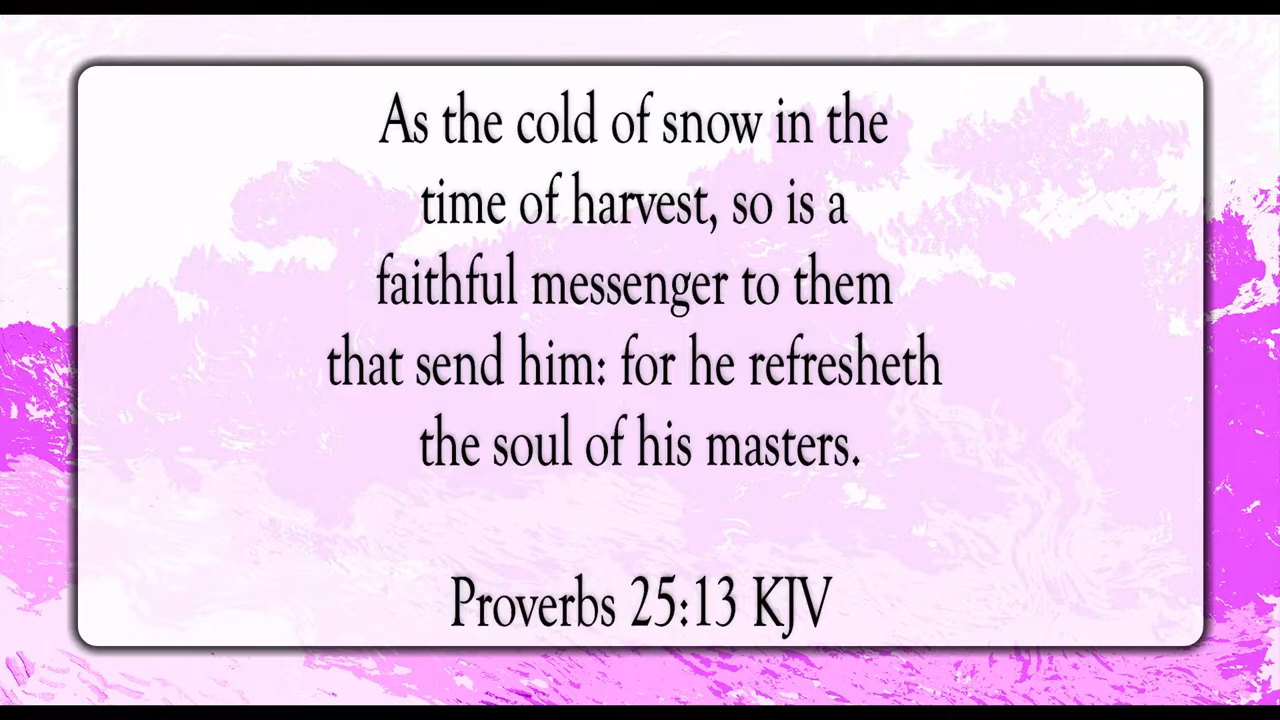 As the cold of snow in the
time of harvest, so is a
faithful messenger to them
that send him: for he refresheth
the soul of his masters.
Proverbs 25:13 KJV